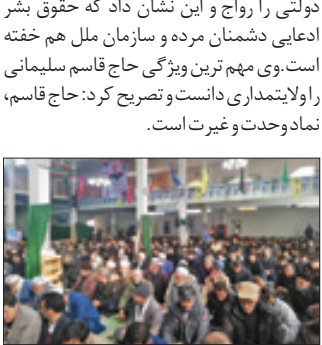 دولتی را رواج و این نشان داد که حقوق بشر
ادعایی دشمنان مرده و سازمان ملل هم خفته
است.وی مهم ترین ویژگی حاج قاسم سلیمانی
را ولایتمداری دانست و تصریح کرد: حاج قاسم،
نماد وحدت و غیرت است.